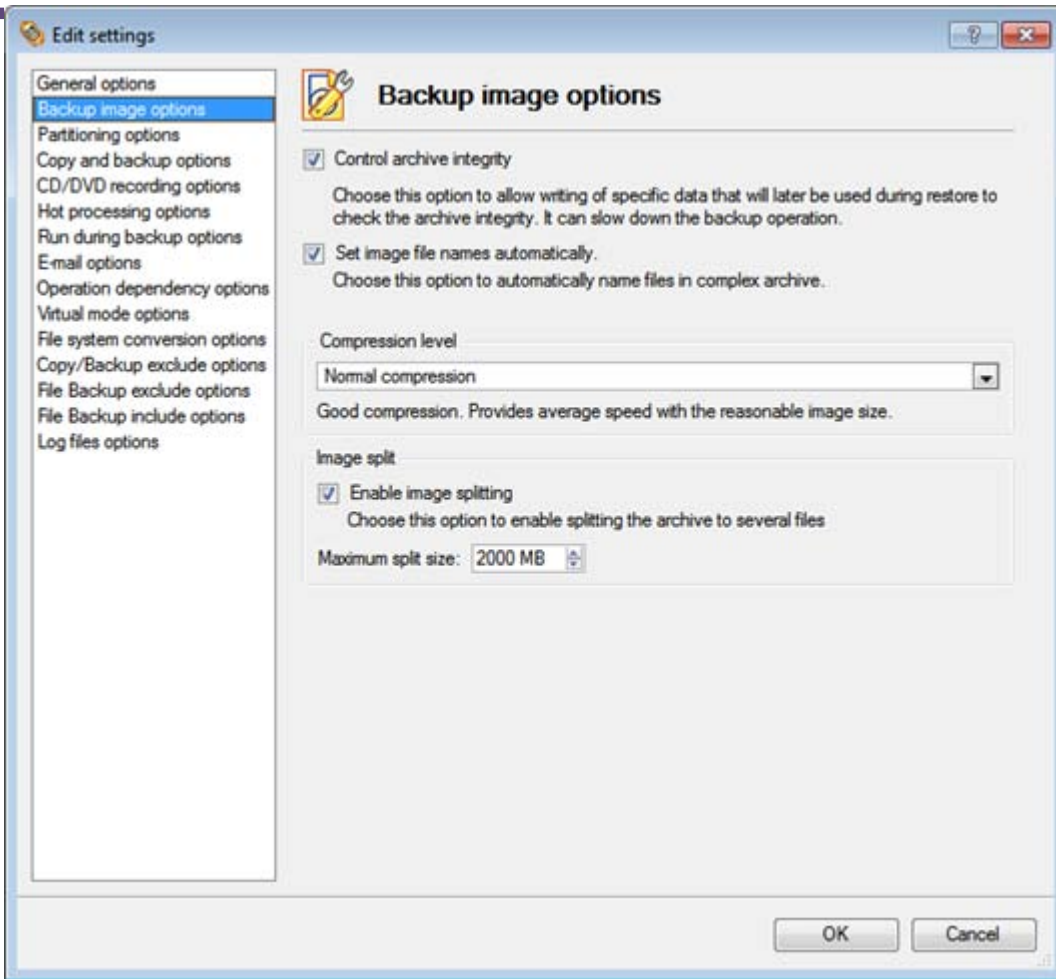 Edit settings
General options
Backup image options
Partitioning options
Copy and backup options
CD/DVD recording options
Hot processing options
Run during backup options
E-mail options
Operation dependency options
Virtual mode options
File system conversion options
Copy/Backup exclude options
File Backup exclude options
File Backup include options
Log files options
Backup image options
Control archive integrity
Choose this option to allow writing of specific data that will later be used during restore to
check the archive integrity. It can slow down the backup operation.
Set image file names automatically.
Choose this option to automatically name files in complex archive.
Compression level
Normal compression
Good compression. Provides average speed with the reasonable image size.
Image split
Enable image splitting
Choose this option to enable splitting the archive to several files
Maximum split size: 2000 MB
OK Cancel